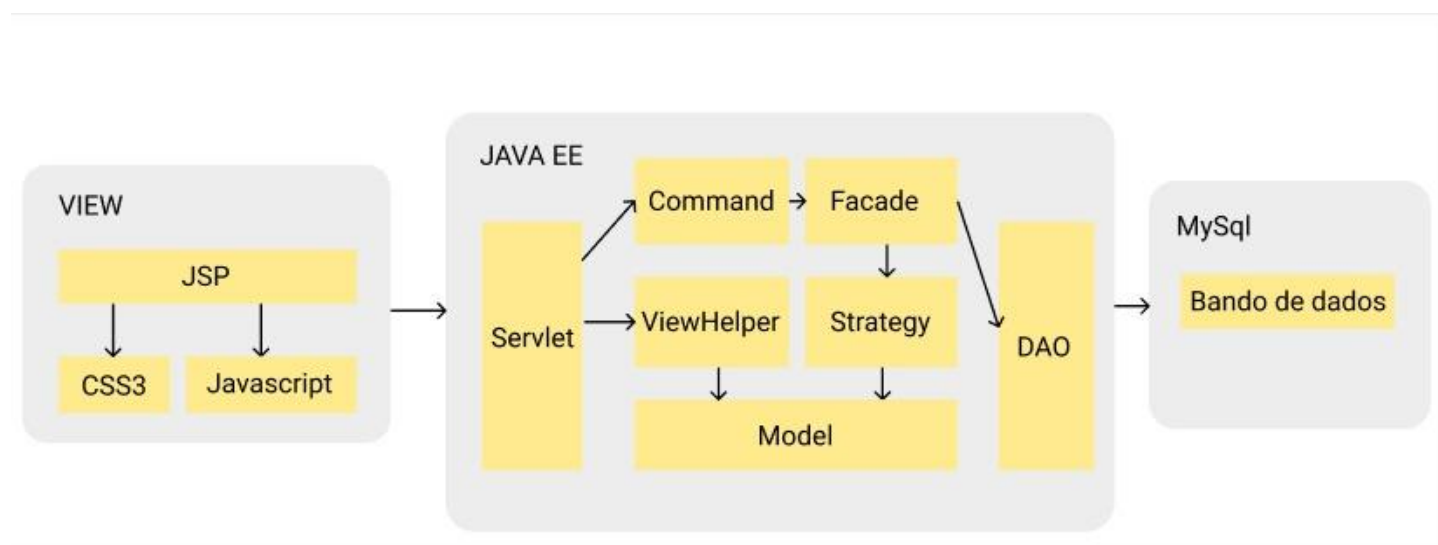 VIEW
JSP
CSS3
Javascript
JAVA EE
Servlet
Command
Facade
ViewHelper
Strategy
Model
DAO
MySql
Bando de dados